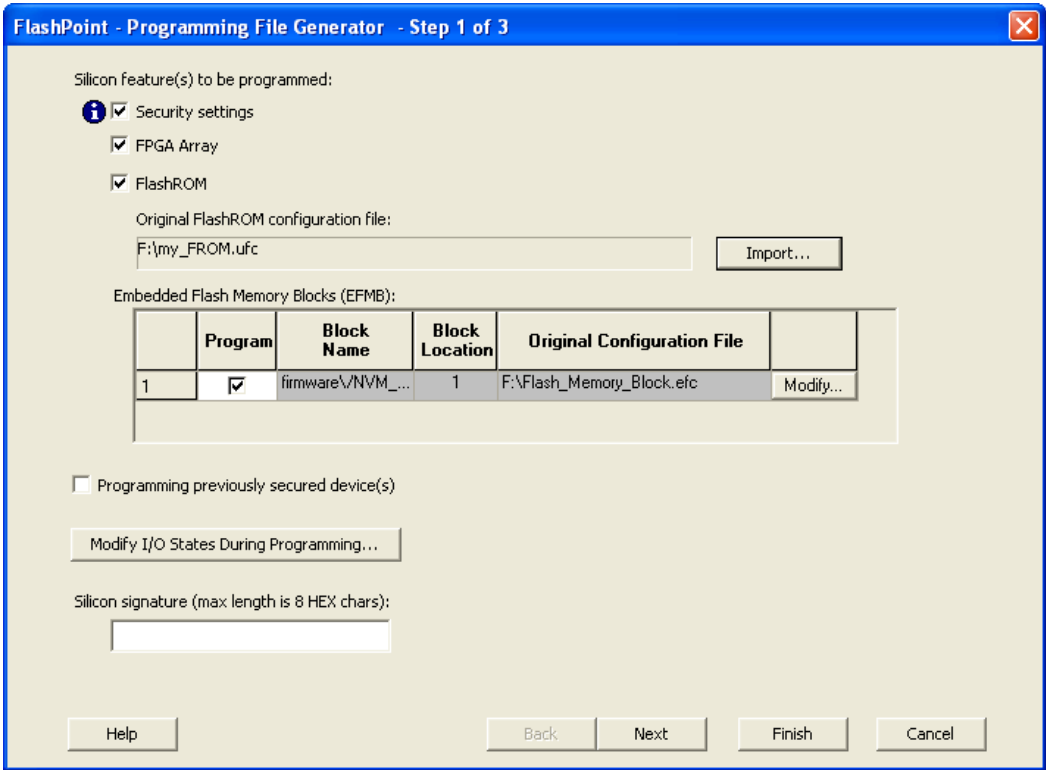 FlashPoint - Programming File Generator - Step 1 of 3
Silicon feature(s) to be programmed:
Security settings
FPGA Array
FlashROM
Original FlashROM configuration file:
F:\my_FROM.ufc
Import...
Embedded Flash Memory Blocks (EFMB):
Program Block Name Block Location Original Configuration File
1 firmware\/NVM_... 1 F:\Flash_Memory_Block.efc Modify...
Programming previously secured device(s)
Modify I/O States During Programming...
Silicon signature (max length is 8 HEX chars):
Help Back Next Finish Cancel